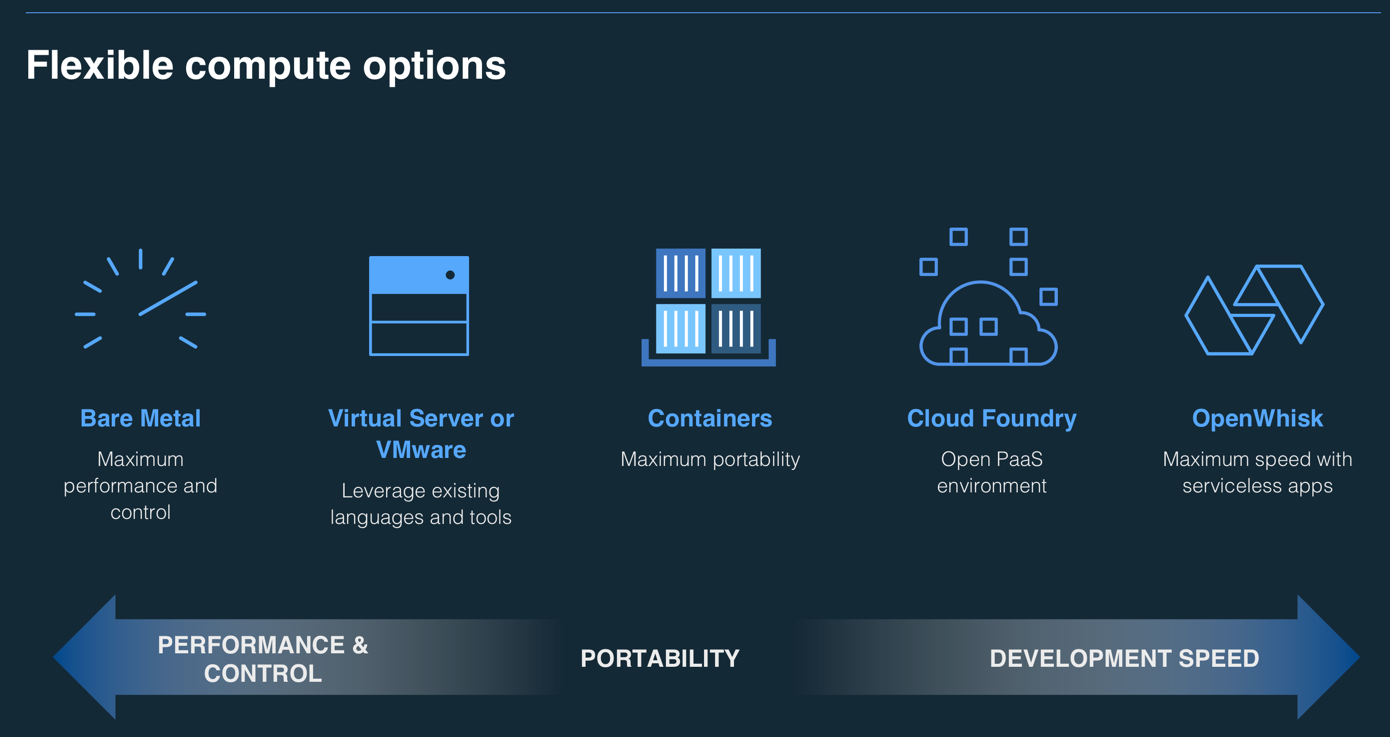 Flexible compute options
Bare Metal
Maximum
performance and
control
Virtual Server or
VMware
Leverage existing
languages and tools
Containers
Maximum portability
Cloud Foundry
Open PaaS
environment
OpenWhisk
Maximum speed with
serviceless apps
PERFORMANCE &
CONTROL
PORTABILITY
DEVELOPMENT SPEED